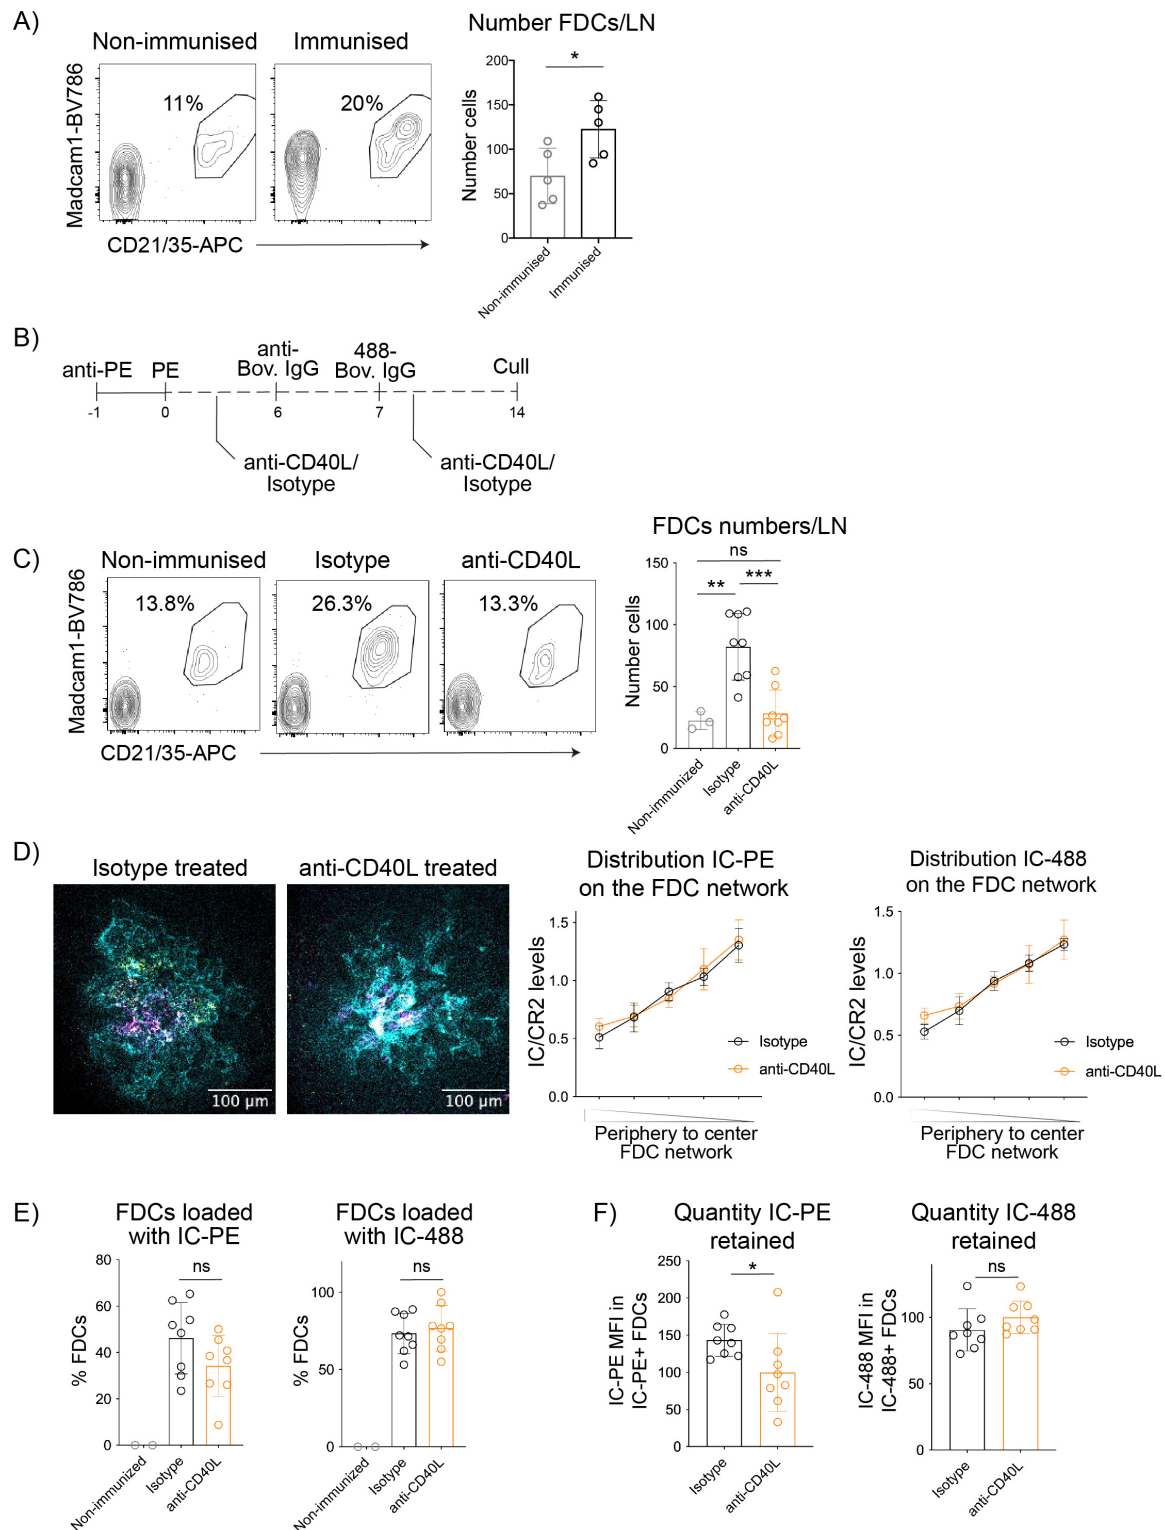 A)
Non-immunised
Immunised
Number FDCs/LN
Madcam1-BV786
11%
20%
CD21/35-APC
Number cells
200
150
100
50
0
*
Non-immunised
Immunised
B)
anti-PE
PE
anti-
Bov. IgG
488-
Bov. IgG
Cull
-1
0
6
7
14
anti-CD40L/
Isotype
anti-CD40L/
Isotype
C)
Non-immunised
Isotype
anti-CD40L
FDCs numbers/LN
Madcam1-BV786
13.8%
26.3%
13.3%
CD21/35-APC
Number cells
150
100
50
0
ns
**
***
Non-immunized
Isotype
anti-CD40L
D)
Isotype treated
anti-CD40L treated
100 µm
100 µm
Distribution IC-PE
on the FDC network
IC/CR2 levels
1.5
1.0
0.5
0.0
Isotype
anti-CD40L
Periphery to center
FDC network
Distribution IC-488
on the FDC network
IC/CR2 levels
1.5
1.0
0.5
0.0
Isotype
anti-CD40L
Periphery to center
FDC network
E)
FDCs loaded
with IC-PE
% FDCs
80
60
40
20
0
ns
Non-immunized
Isotype
anti-CD40L
FDCs loaded
with IC-488
% FDCs
100
50
0
ns
Non-immunized
Isotype
anti-CD40L
F)
Quantity IC-PE
retained
IC-PE MFI in
IC-PE+ FDCs
250
200
150
100
50
0
*
Isotype
anti-CD40L
Quantity IC-488
retained
IC-488 MFI in
IC-488+ FDCs
100
50
0
ns
Isotype
anti-CD40L